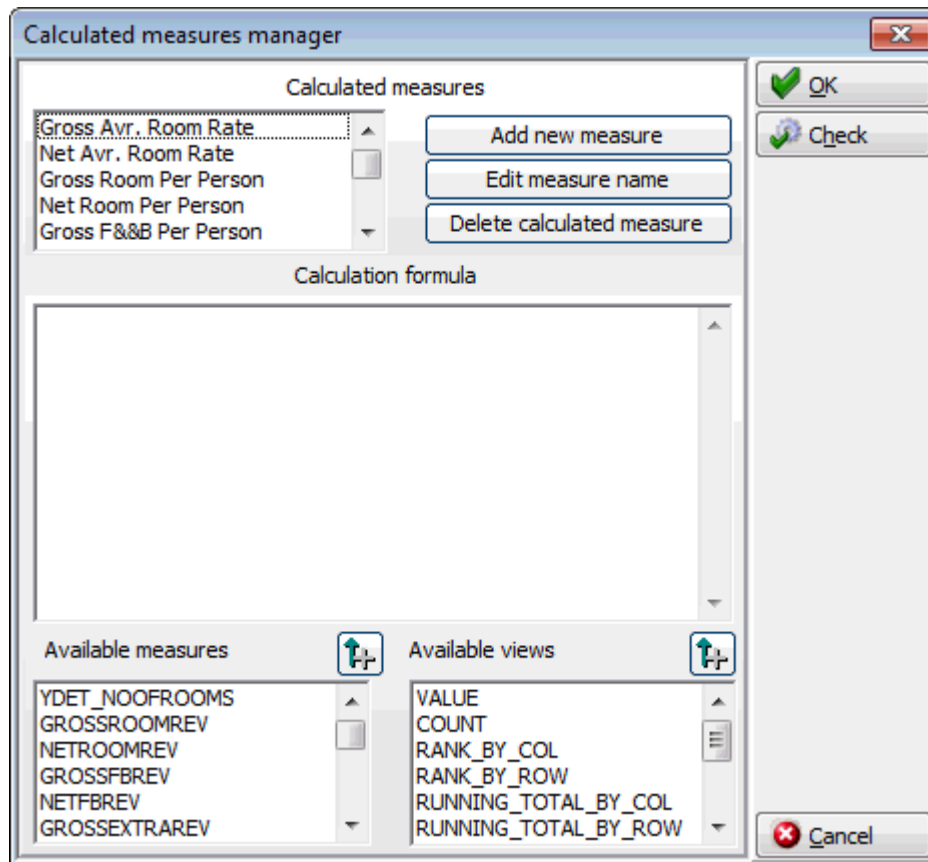 Calculated measures manager
Calculated measures
Gross Avr. Room Rate
Net Avr. Room Rate
Gross Room Per Person
Net Room Per Person
Gross F&&B Per Person
Add new measure
Edit measure name
Delete calculated measure
OK
Check
Calculation formula
Available measures
YDET_NOOFROOMS
GROSSROOMREV
NETROOMREV
GROSSFBREV
NETFBREV
GROSSEXTRAREV
Available views
VALUE
COUNT
RANK_BY_COL
RANK_BY_ROW
RUNNING_TOTAL_BY_COL
RUNNING_TOTAL_BY_ROW
Cancel